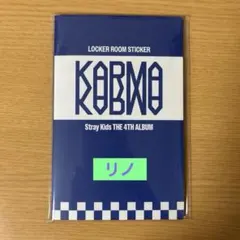 LOCKER ROOM STICKER
KARMA
Stray Kids THE 4TH ALBUM
リノ